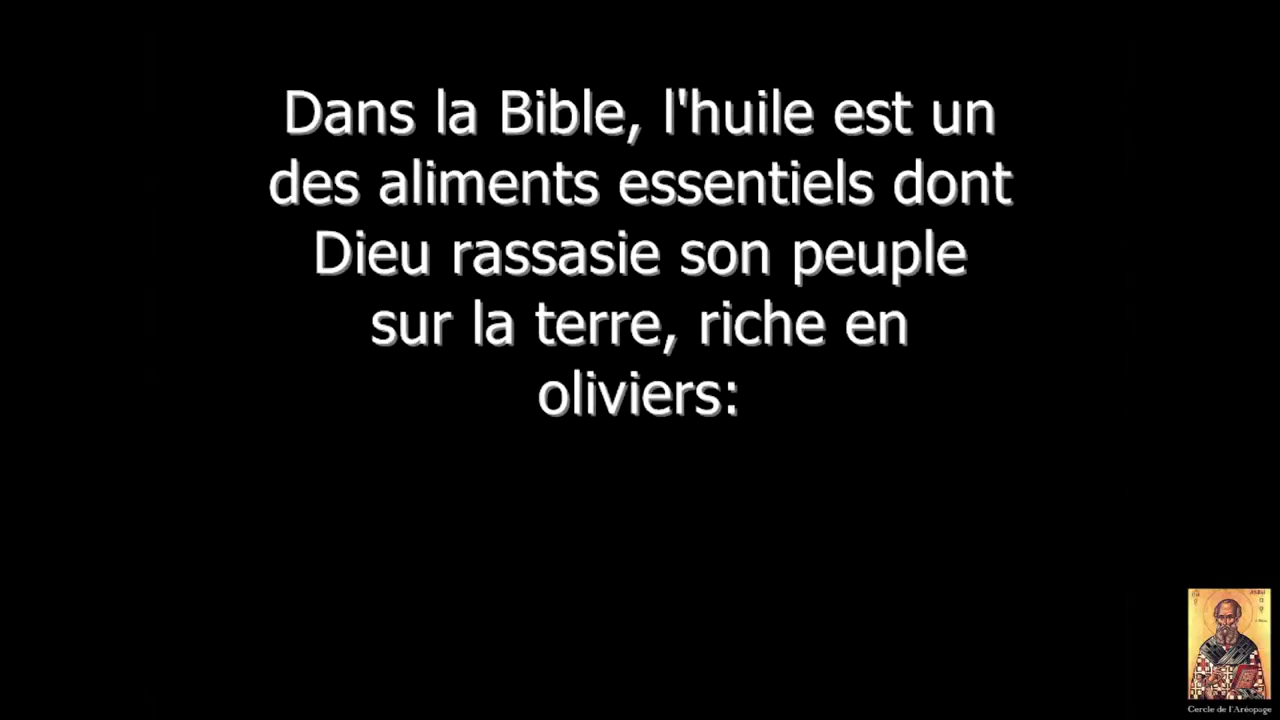 Dans la Bible, l'huile est un
des aliments essentiels dont
Dieu rassasie son peuple
sur la terre, riche en
oliviers:
Cercle de l'Aréopage